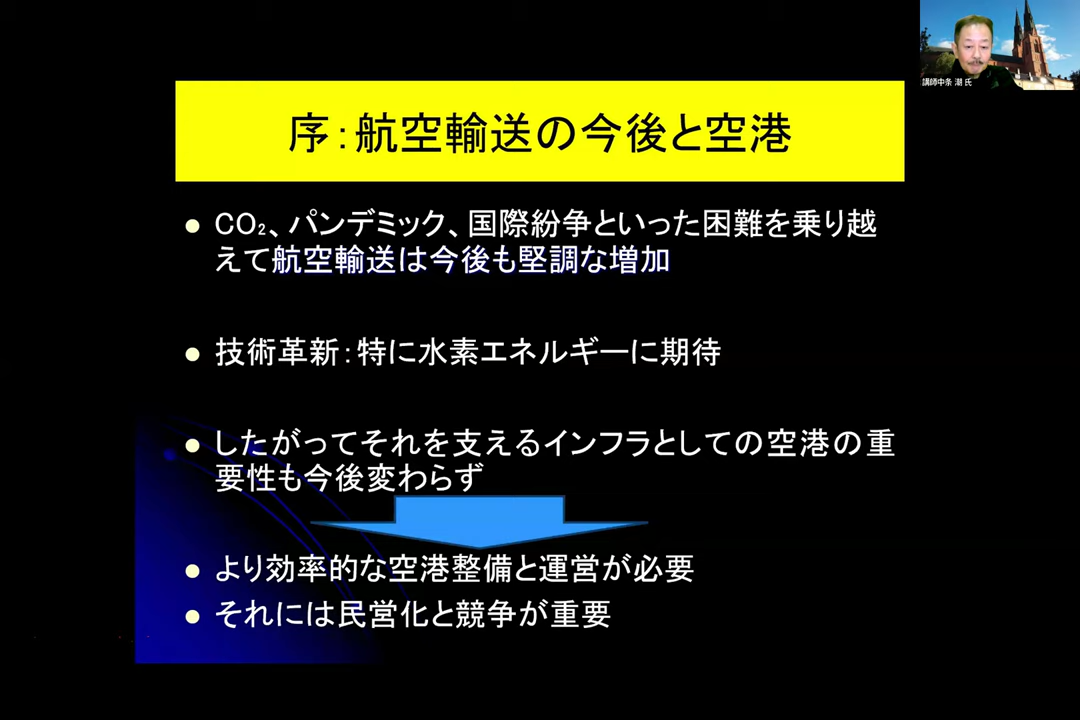 講師中条 潮 氏
序：航空輸送の今後と空港
● CO₂、パンデミック、国際紛争といった困難を乗り越
えて航空輸送は今後も堅調な増加
● 技術革新：特に水素エネルギーに期待
● したがってそれを支えるインフラとしての空港の重
要性も今後変わらず
● より効率的な空港整備と運営が必要
● それには民営化と競争が重要